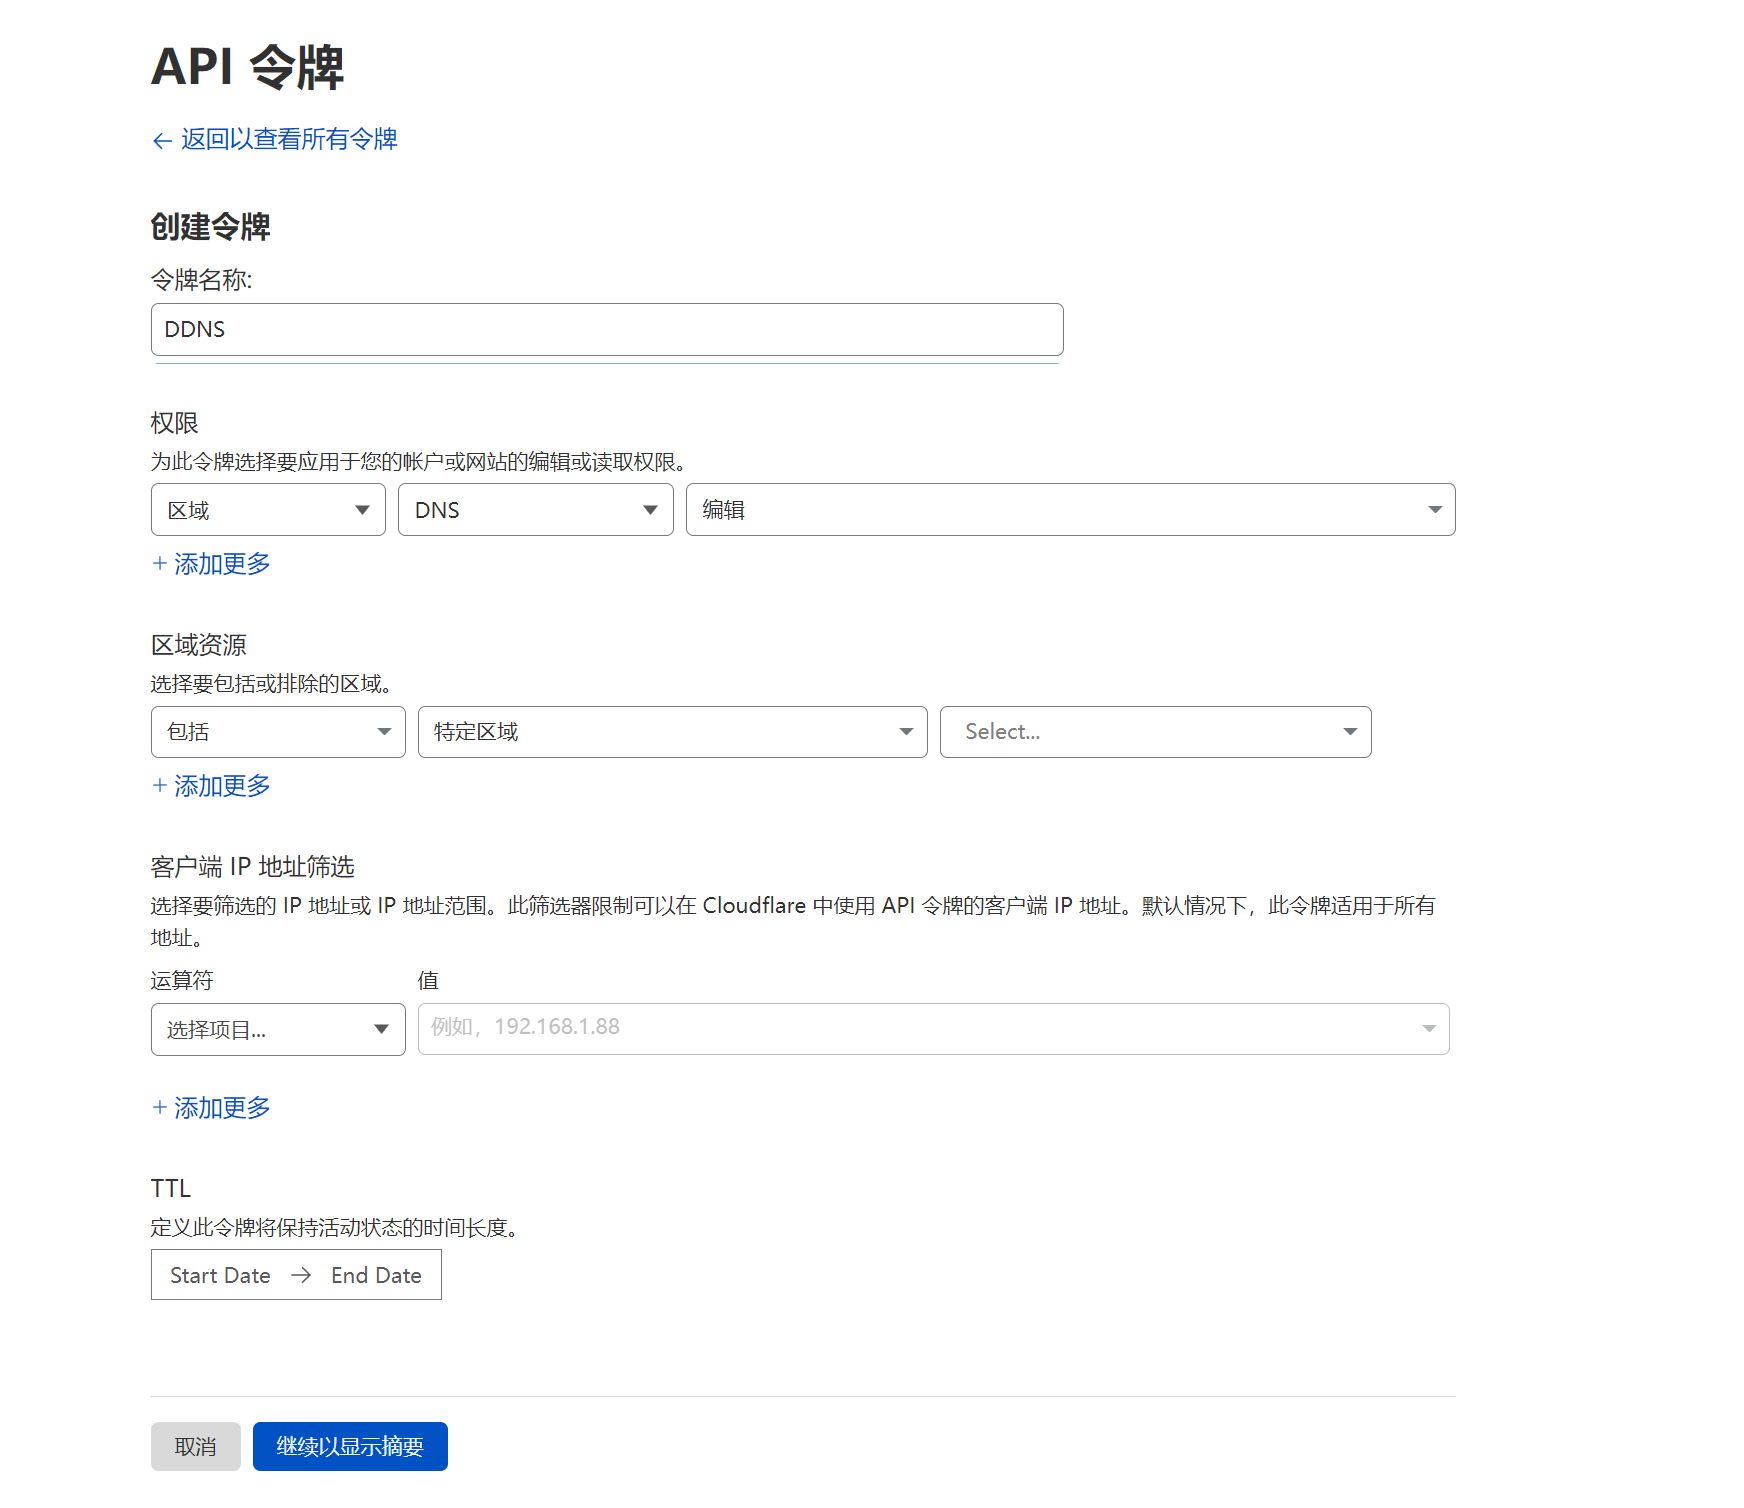 API 令牌
← 返回以查看所有令牌
创建令牌
令牌名称:
DDNS
权限
为此令牌选择要应用于您的帐户或网站的编辑或读取权限。
区域 DNS 编辑
+ 添加更多
区域资源
选择要包括或排除的区域。
包括 特定区域 Select...
+ 添加更多
客户端 IP 地址筛选
选择要筛选的 IP 地址或 IP 地址范围。此筛选器限制可以在 Cloudflare 中使用 API 令牌的客户端 IP 地址。默认情况下，此令牌适用于所有
地址。
运算符 值
选择项目... 例如，192.168.1.88
+ 添加更多
TTL
定义此令牌将保持活动状态的时间长度。
Start Date → End Date
取消 继续以显示摘要